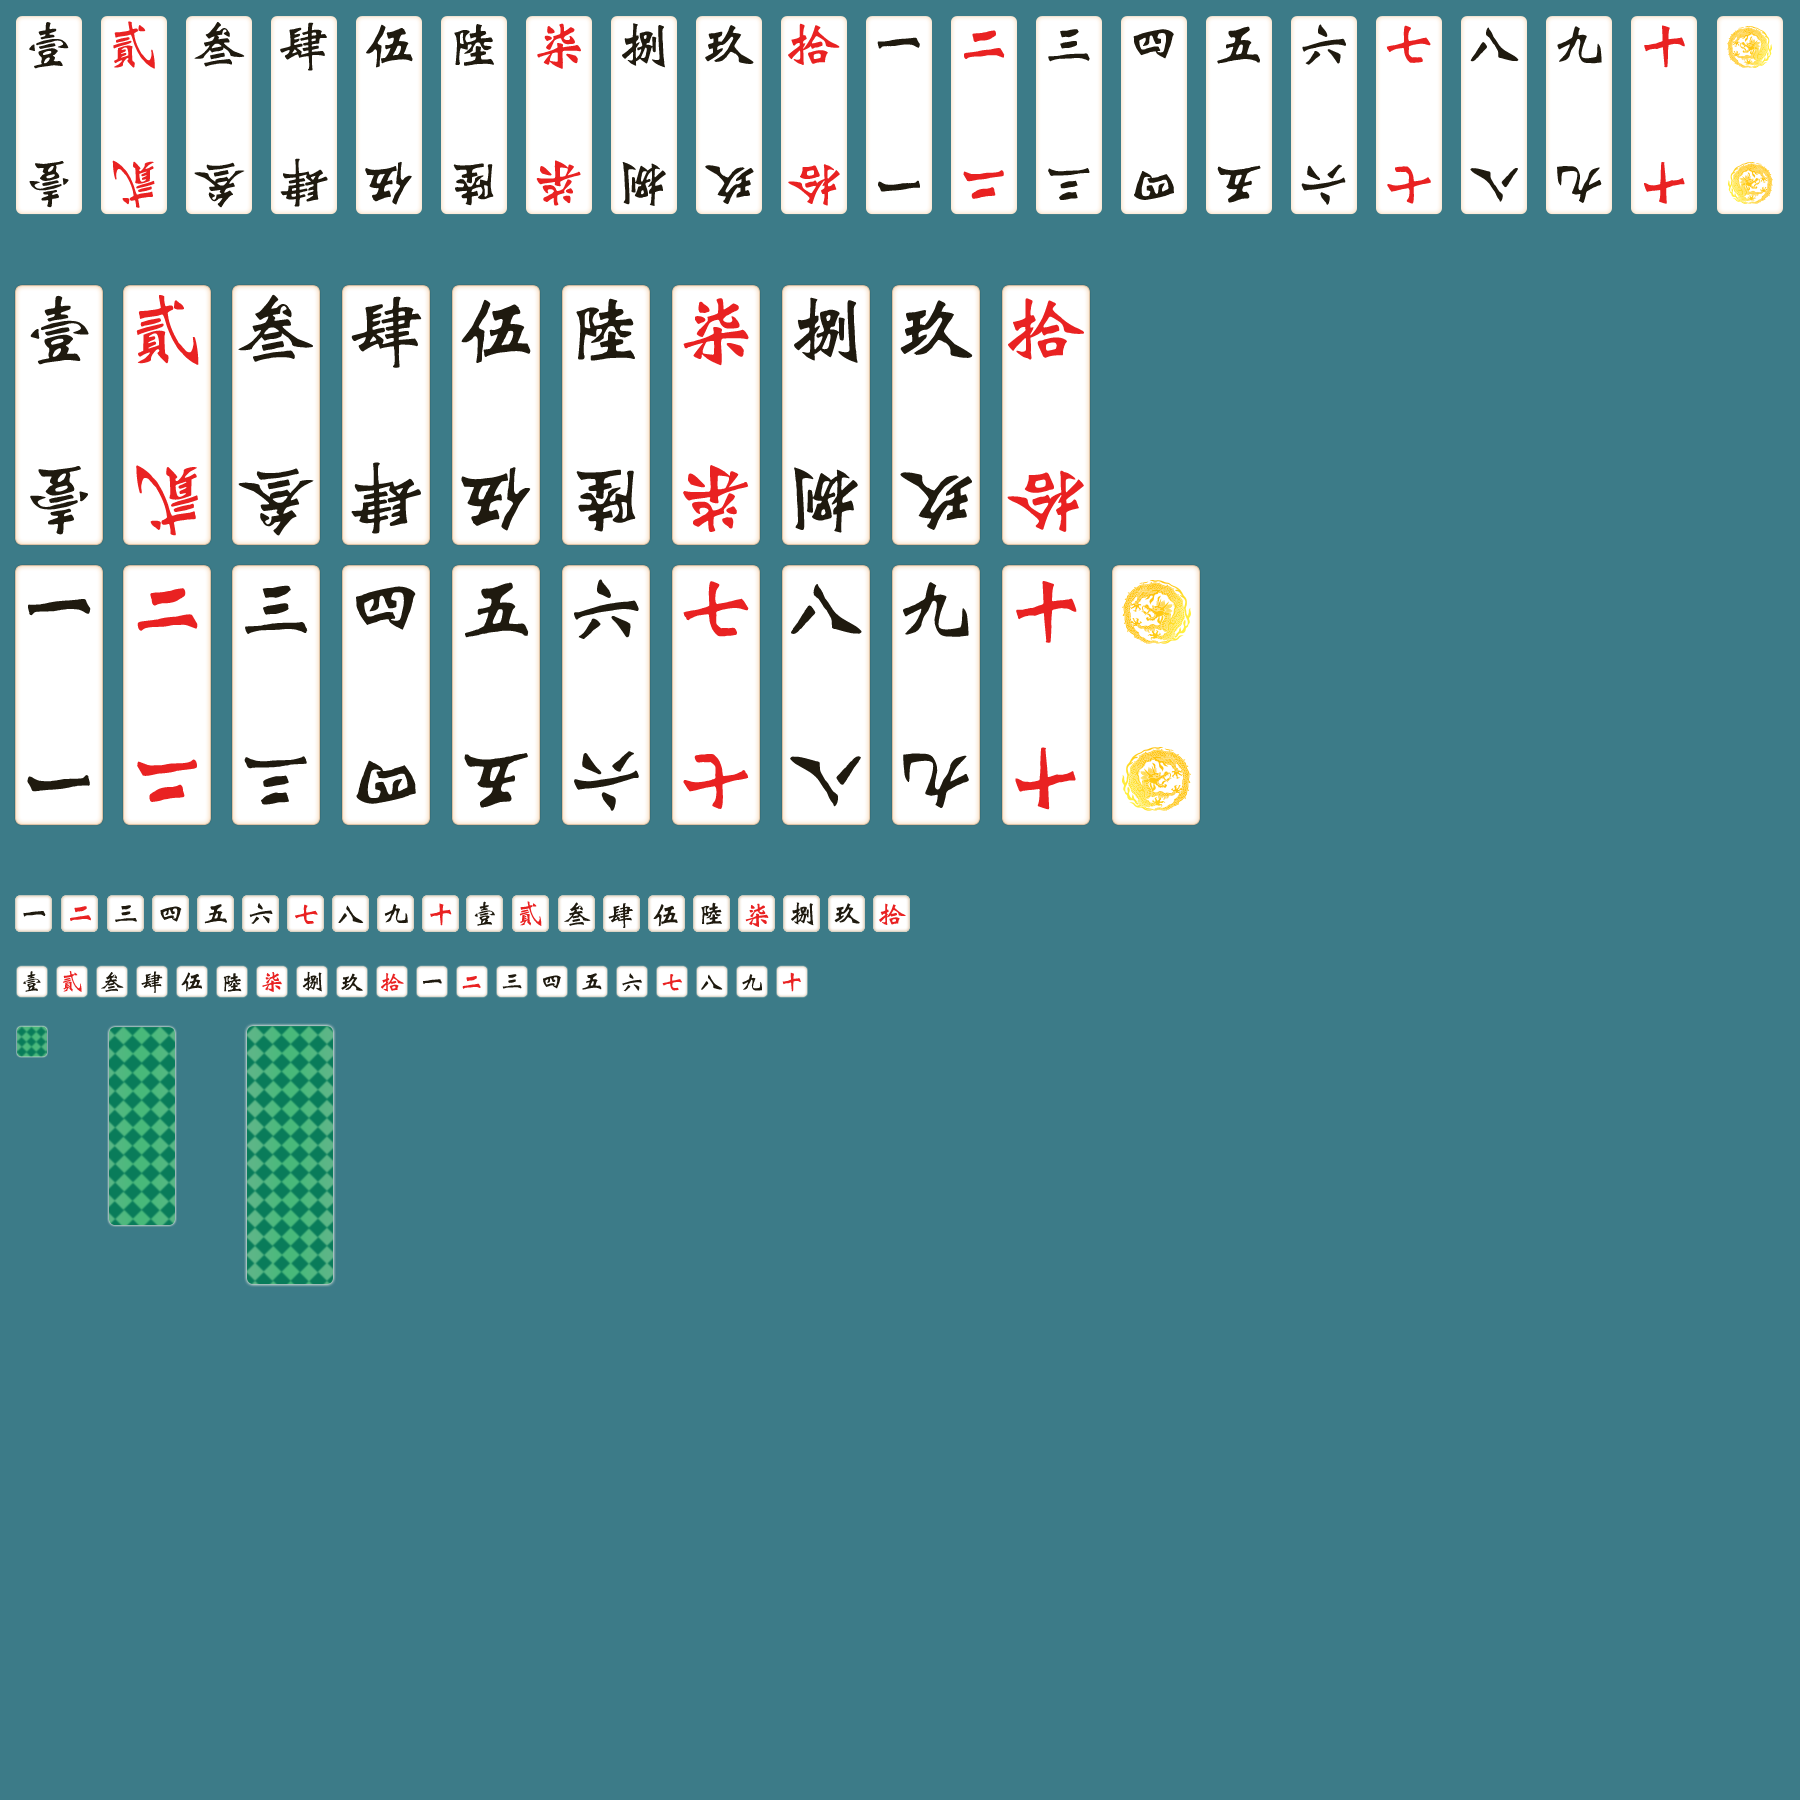 壹 貳 叁 肆 伍 陸 柒 捌 玖 拾 一 二 三 四 五 六 七 八 九 十
壹 貳 叁 肆 伍 陸 柒 捌 玖 拾 一 二 三 四 五 六 七 八 九 十
壹 貳 叁 肆 伍 陸 柒 捌 玖 拾
壹 貳 叁 肆 伍 陸 柒 捌 玖 拾
一 二 三 四 五 六 七 八 九 十
一 二 三 四 五 六 七 八 九 十
一 二 三 四 五 六 七 八 九 十 壹 貳 叁 肆 伍 陸 柒 捌 玖 拾
壹 貳 叁 肆 伍 陸 柒 捌 玖 拾 一 二 三 四 五 六 七 八 九 十